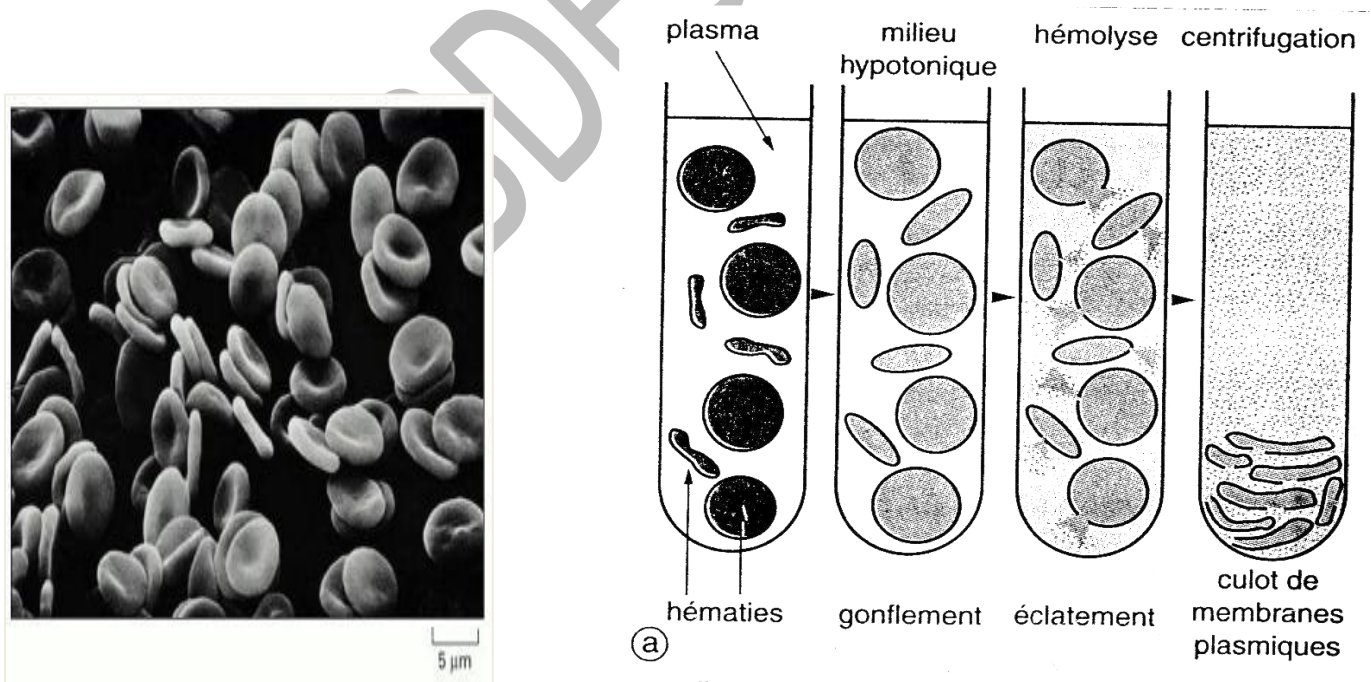 plasma
milieu
hypotonique
hémolyse
centrifugation
hématies
gonflement
éclatement
culot de
membranes
plasmiques
a
5 µm